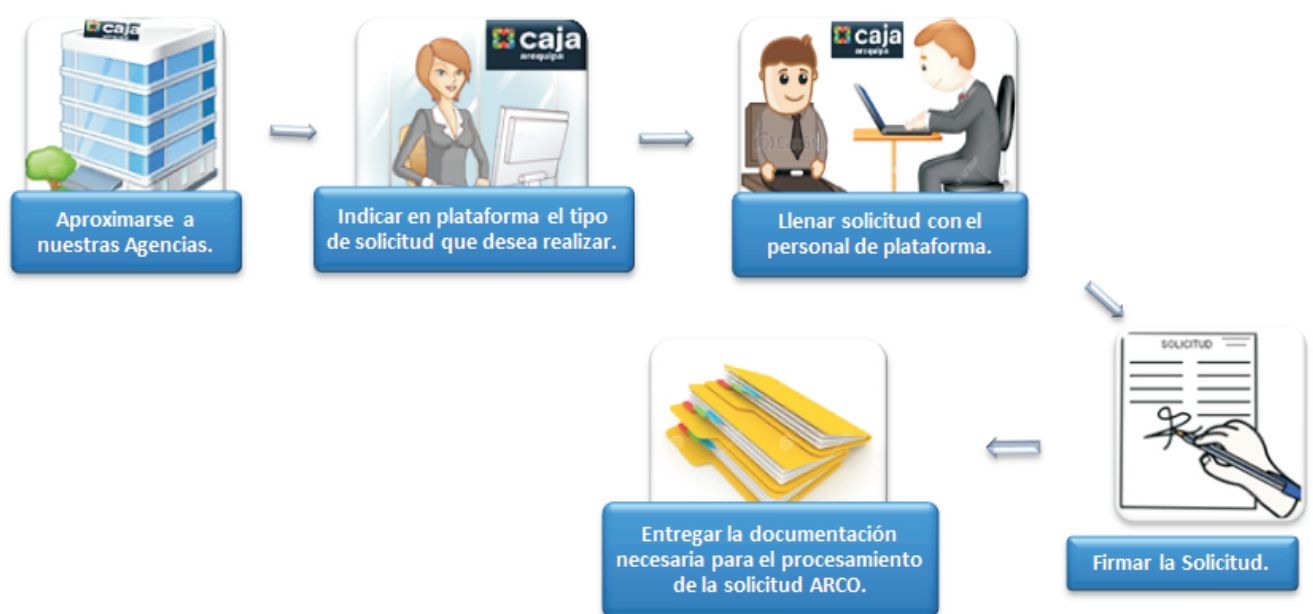 caja
arequipa
caja
arequipa
caja
arequipa
Aproximarse a
nuestras Agencias.
Indicar en plataforma el tipo
de solicitud que desea realizar.
Llenar solicitud con el
personal de plataforma.
SOLICITUD
Firmar la Solicitud.
Entregar la documentación
necesaria para el procesamiento
de la solicitud ARCO.